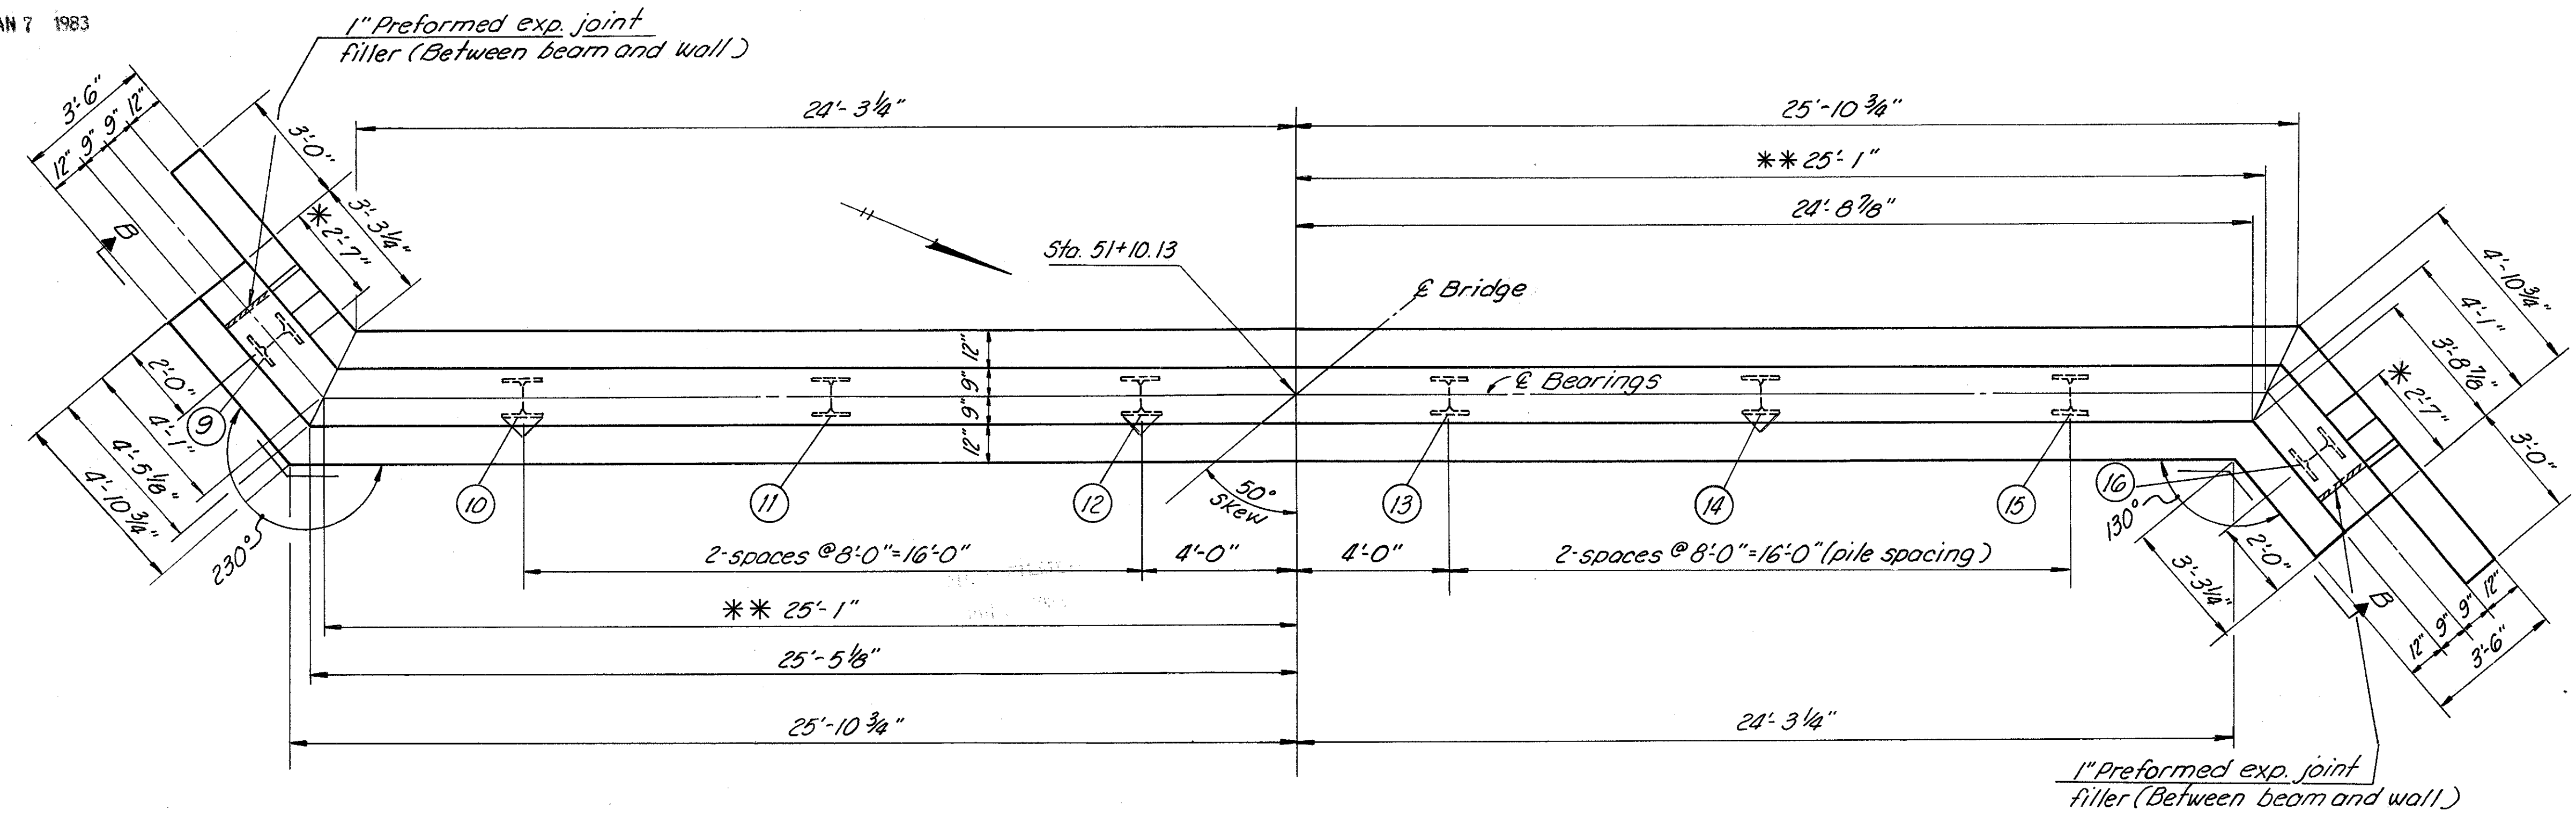 AN 7 1983
1" Preformed exp. joint
filler (Between beam and wall)
3'-6"
12" 9" 9" 12"
3'-0"
3'-3¼"
* 2'-7"
B
24'-3¼"
25'-10¾"
** 25'-1"
24'-8⅞"
Sta. 51+10.13
℄ Bridge
℄ Bearings
12"
9"
9"
12"
4'-10¾"
4'-1"
3'-8⅞"
* 2'-7"
3'-0"
2'-0"
4'-1"
4'-5⅛"
4'-10¾"
230°
9
10
11
12
13
14
15
16
50°
Skew
130°
2'-0"
3'-3¼"
B
12" 9" 9" 12"
3'-6"
2-spaces @ 8'-0"=16'-0"
4'-0"
4'-0"
2-spaces @ 8'-0"=16'-0" (pile spacing)
** 25'-1"
25'-5⅛"
25'-10¾"
24'-3¼"
1" Preformed exp. joint
filler (Between beam and wall)